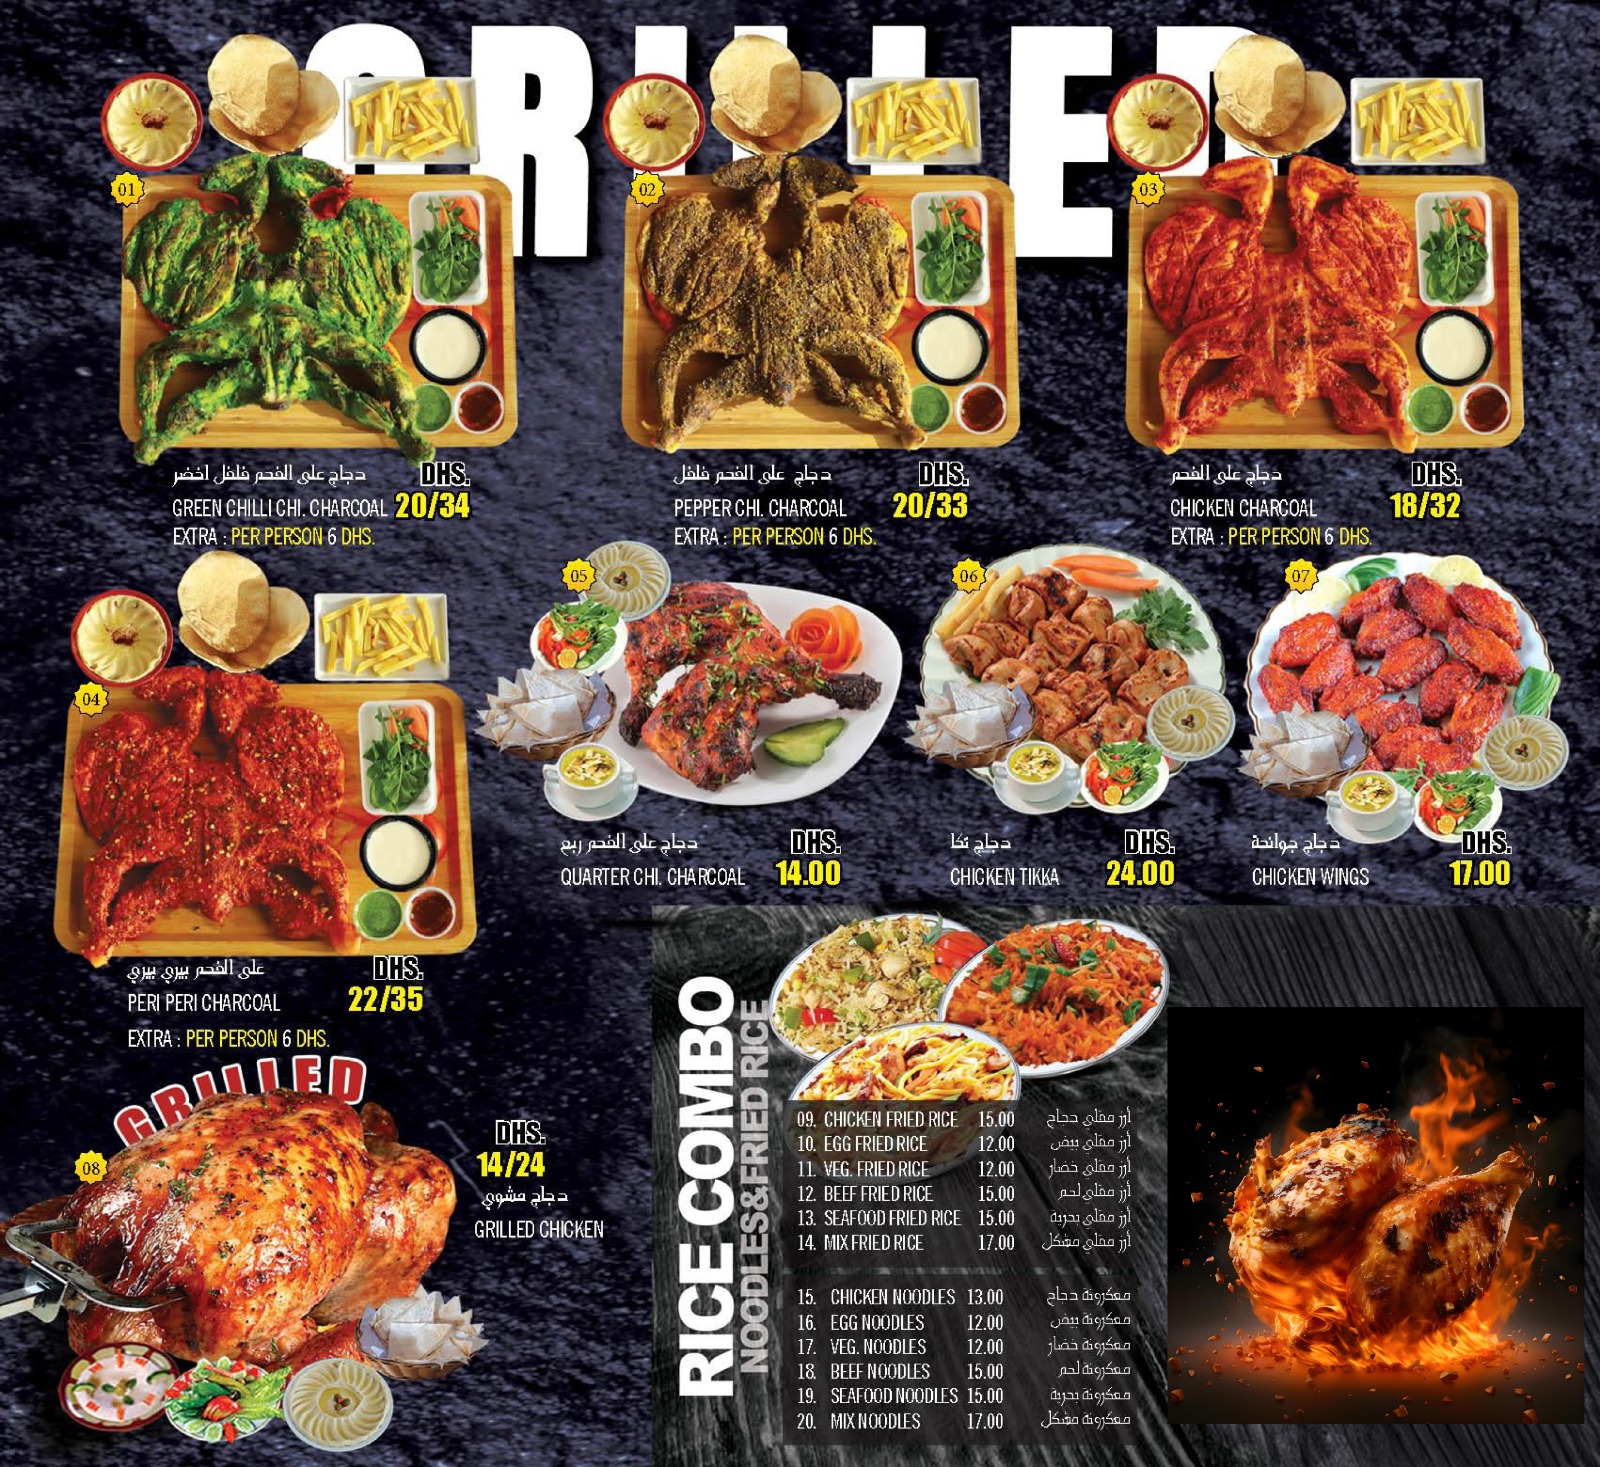 GRILLED
01
دجاج على الفحم فلفل اخضر
DHS.
GREEN CHILLI CHI. CHARCOAL 20/34
EXTRA : PER PERSON 6 DHS.
02
دجاج على الفحم فلفل
DHS.
PEPPER CHI. CHARCOAL 20/33
EXTRA : PER PERSON 6 DHS.
03
دجاج على الفحم
DHS.
CHICKEN CHARCOAL 18/32
EXTRA : PER PERSON 6 DHS.
04
على الفحم بيري بيري
DHS.
PERI PERI CHARCOAL 22/35
EXTRA : PER PERSON 6 DHS.
05
دجاج على الفحم ربع
DHS.
QUARTER CHI. CHARCOAL 14.00
06
دجاج تكا
DHS.
CHICKEN TIKKA 24.00
07
دجاج جوانحة
DHS.
CHICKEN WINGS 17.00
GRILLED
08
DHS.
14/24
دجاج مشوي
GRILLED CHICKEN
RICE COMBO
NOODLES&FRIED RICE
09. CHICKEN FRIED RICE 15.00 أرز مقلي دجاج
10. EGG FRIED RICE 12.00 أرز مقلي بيض
11. VEG. FRIED RICE 12.00 أرز مقلي خضار
12. BEEF FRIED RICE 15.00 أرز مقلي لحم
13. SEAFOOD FRIED RICE 15.00 أرز مقلي بحرية
14. MIX FRIED RICE 17.00 أرز مقلي مشكل
15. CHICKEN NOODLES 13.00 معكرونة دجاج
16. EGG NOODLES 12.00 معكرونة بيض
17. VEG. NOODLES 12.00 معكرونة خضار
18. BEEF NOODLES 15.00 معكرونة لحم
19. SEAFOOD NOODLES 15.00 معكرونة بحرية
20. MIX NOODLES 17.00 معكرونة مشكل